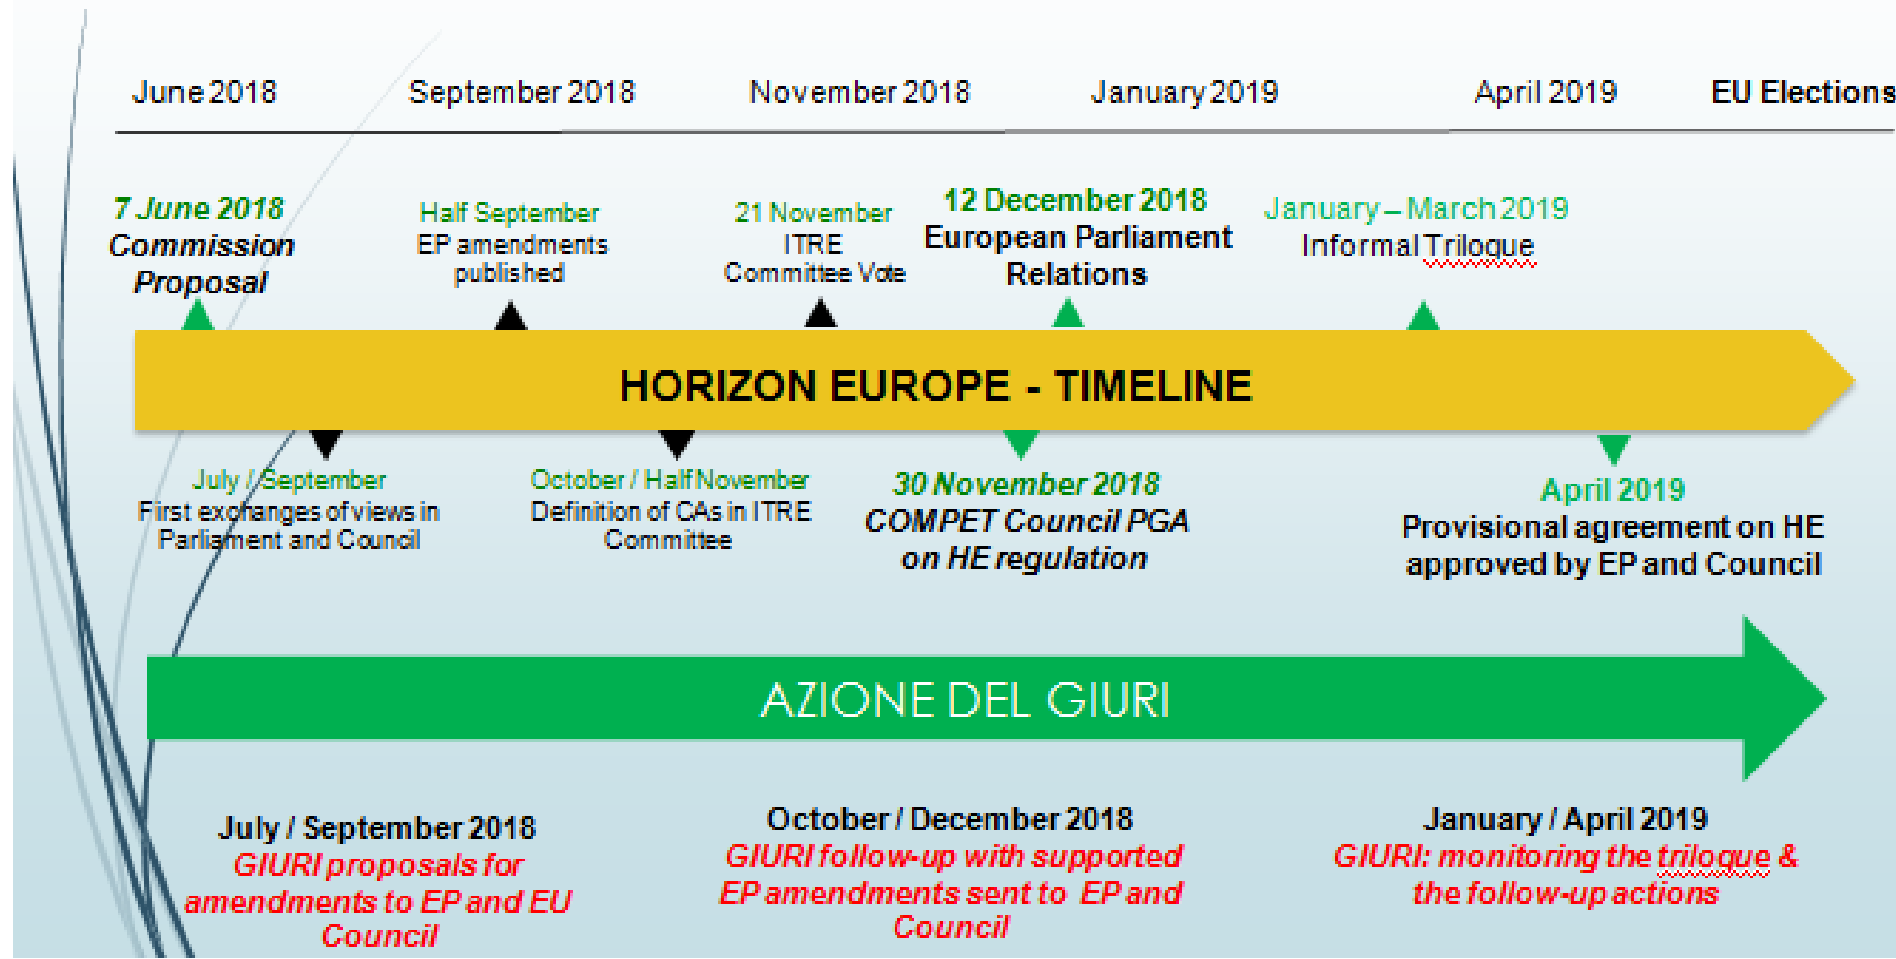 June 2018
September 2018
November 2018
January 2019
April 2019
EU Elections
7 June 2018
Commission
Proposal
Half September
EP amendments
published
21 November
ITRE
Committee Vote
12 December 2018
European Parliament
Relations
January – March 2019
Informal Trilogue
HORIZON EUROPE - TIMELINE
July / September
First exchanges of views in
Parliament and Council
October / Half November
Definition of CAs in ITRE
Committee
30 November 2018
COMPET Council PGA
on HE regulation
April 2019
Provisional agreement on HE
approved by EP and Council
AZIONE DEL GIURI
July / September 2018
GIURI proposals for
amendments to EP and EU
Council
October / December 2018
GIURI follow-up with supported
EP amendments sent to EP and
Council
January / April 2019
GIURI: monitoring the trilogue &
the follow-up actions